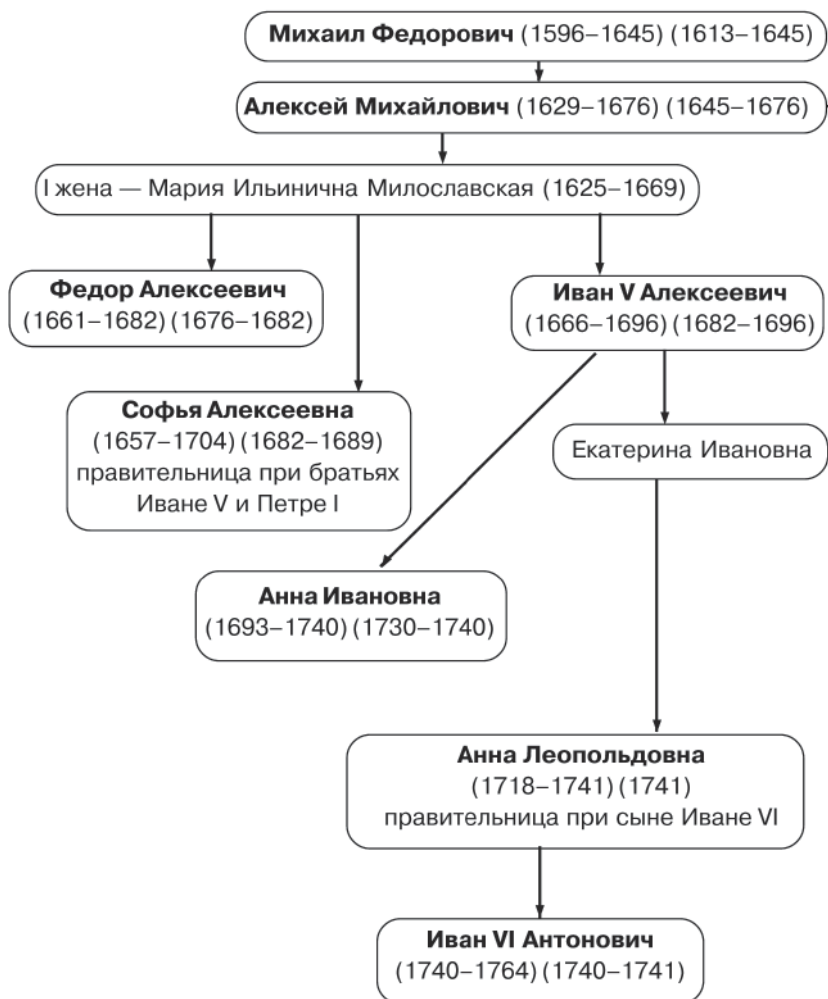 Михаил Федорович (1596–1645) (1613–1645)
Алексей Михайлович (1629–1676) (1645–1676)
I жена — Мария Ильинична Милославская (1625–1669)
Федор Алексеевич
(1661–1682) (1676–1682)
Иван V Алексеевич
(1666–1696) (1682–1696)
Софья Алексеевна
(1657–1704) (1682–1689)
правительница при братьях
Иване V и Петре I
Екатерина Ивановна
Анна Ивановна
(1693–1740) (1730–1740)
Анна Леопольдовна
(1718–1741) (1741)
правительница при сыне Иване VI
Иван VI Антонович
(1740–1764) (1740–1741)